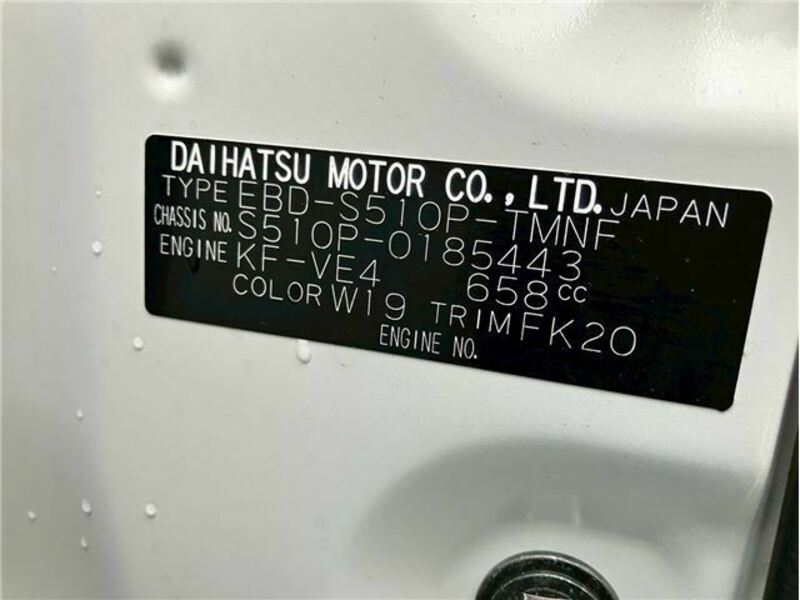 DAIHATSU MOTOR CO., LTD. JAPAN
TYPE EBD-S510P-TMNF
CHASSIS NO. S510P-0185443
ENGINE KF-VE4 658cc
COLOR W19 TRIM FK20
ENGINE NO.